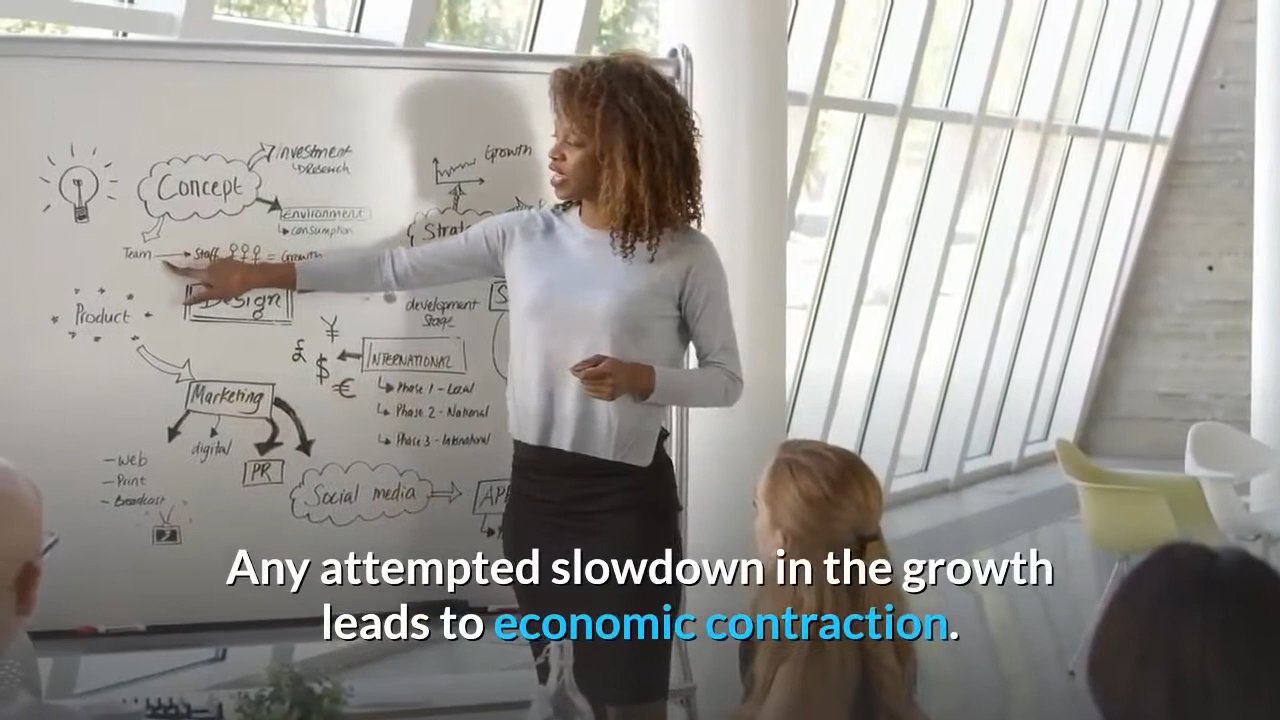 Investment
Research
Growth
Concept
Environment
consumption
Team
Staff
= Growth
Design
Product
development
Stage
¥
£
$
€
INTERNATIONAL
Phase 1 - Local
Phase 2 - National
Phase 3 - International
Marketing
digital
PR
- Web
- Print
- Broadcast
Social media
Any attempted slowdown in the growth
leads to economic contraction.